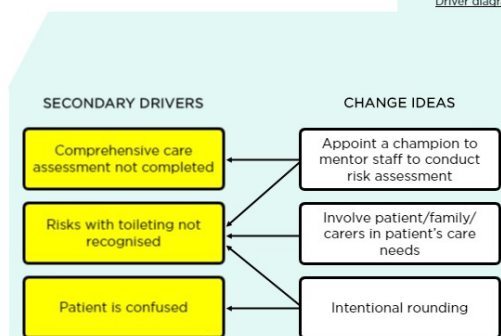 Driver diagr
SECONDARY DRIVERS
CHANGE IDEAS
Comprehensive care
assessment not completed
Appoint a champion to
mentor staff to conduct
risk assessment
Risks with toileting not
recognised
Involve patient/family/
carers in patient's care
needs
Patient is confused
Intentional rounding